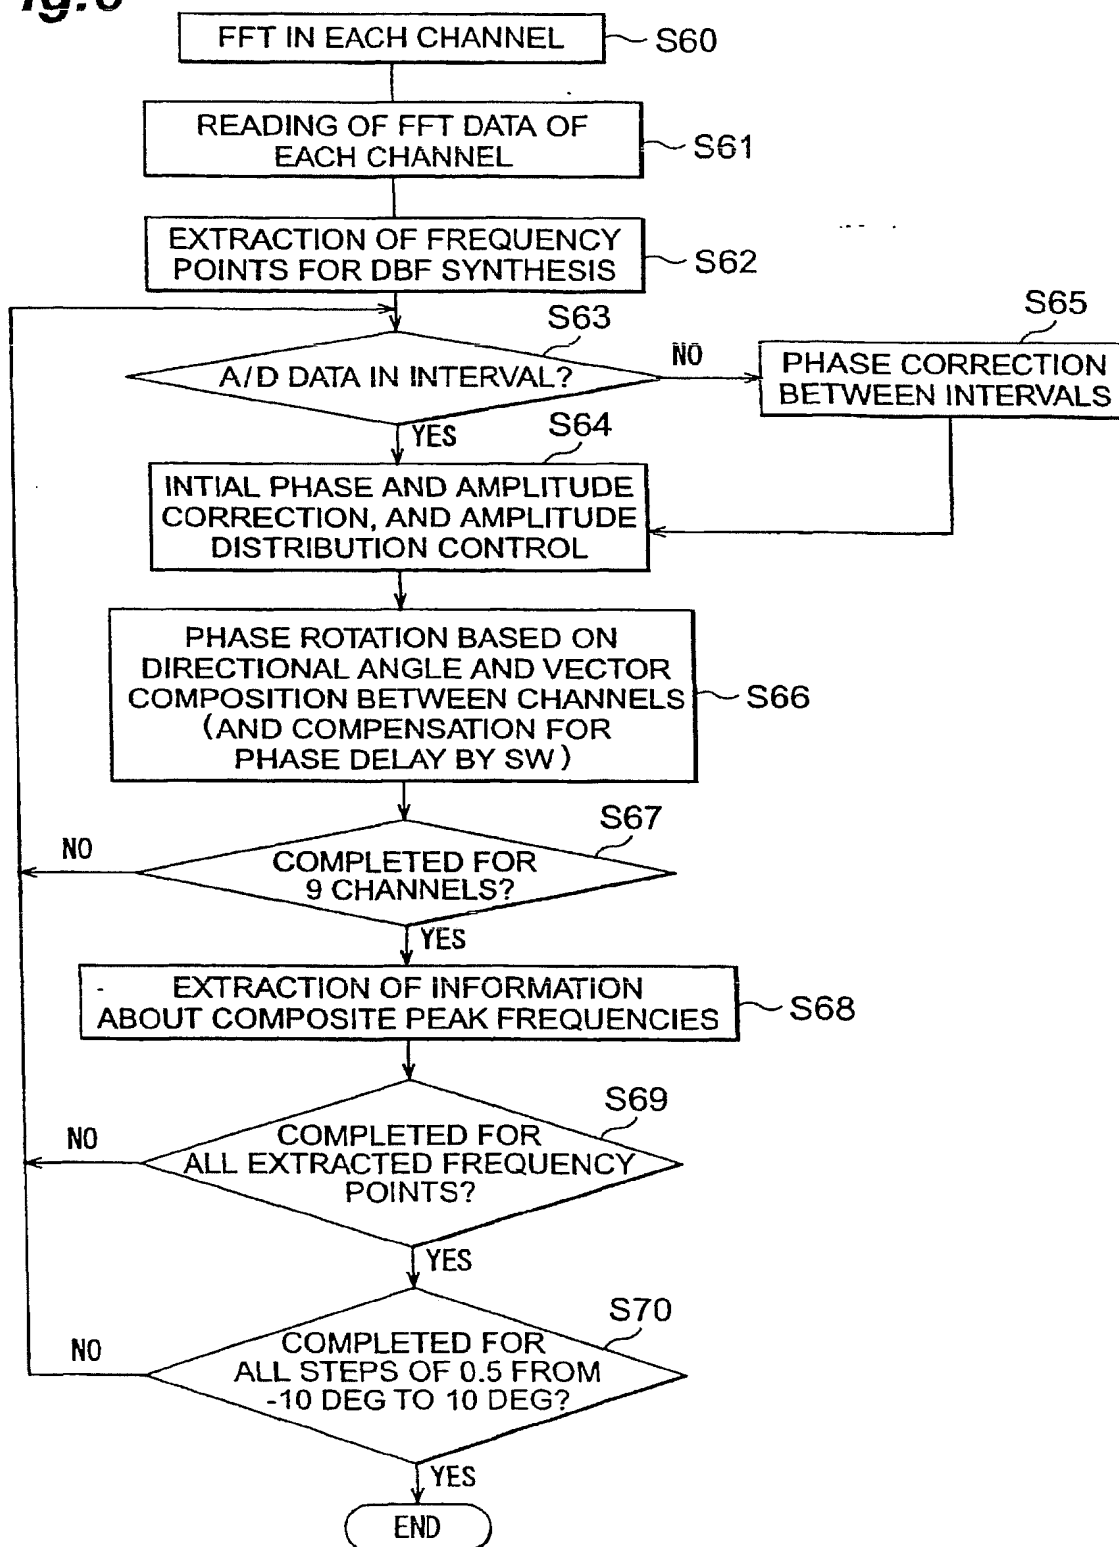 FFT IN EACH CHANNEL
S60
READING OF FFT DATA OF
EACH CHANNEL
S61
EXTRACTION OF FREQUENCY
POINTS FOR DBF SYNTHESIS
S62
S63
A/D DATA IN INTERVAL?
NO
YES
S65
PHASE CORRECTION
BETWEEN INTERVALS
S64
INTIAL PHASE AND AMPLITUDE
CORRECTION, AND AMPLITUDE
DISTRIBUTION CONTROL
PHASE ROTATION BASED ON
DIRECTIONAL ANGLE AND VECTOR
COMPOSITION BETWEEN CHANNELS
(AND COMPENSATION FOR
PHASE DELAY BY SW)
S66
S67
NO
COMPLETED FOR
9 CHANNELS?
YES
EXTRACTION OF INFORMATION
ABOUT COMPOSITE PEAK FREQUENCIES
S68
S69
NO
COMPLETED FOR
ALL EXTRACTED FREQUENCY
POINTS?
YES
S70
NO
COMPLETED FOR
ALL STEPS OF 0.5 FROM
-10 DEG TO 10 DEG?
YES
END